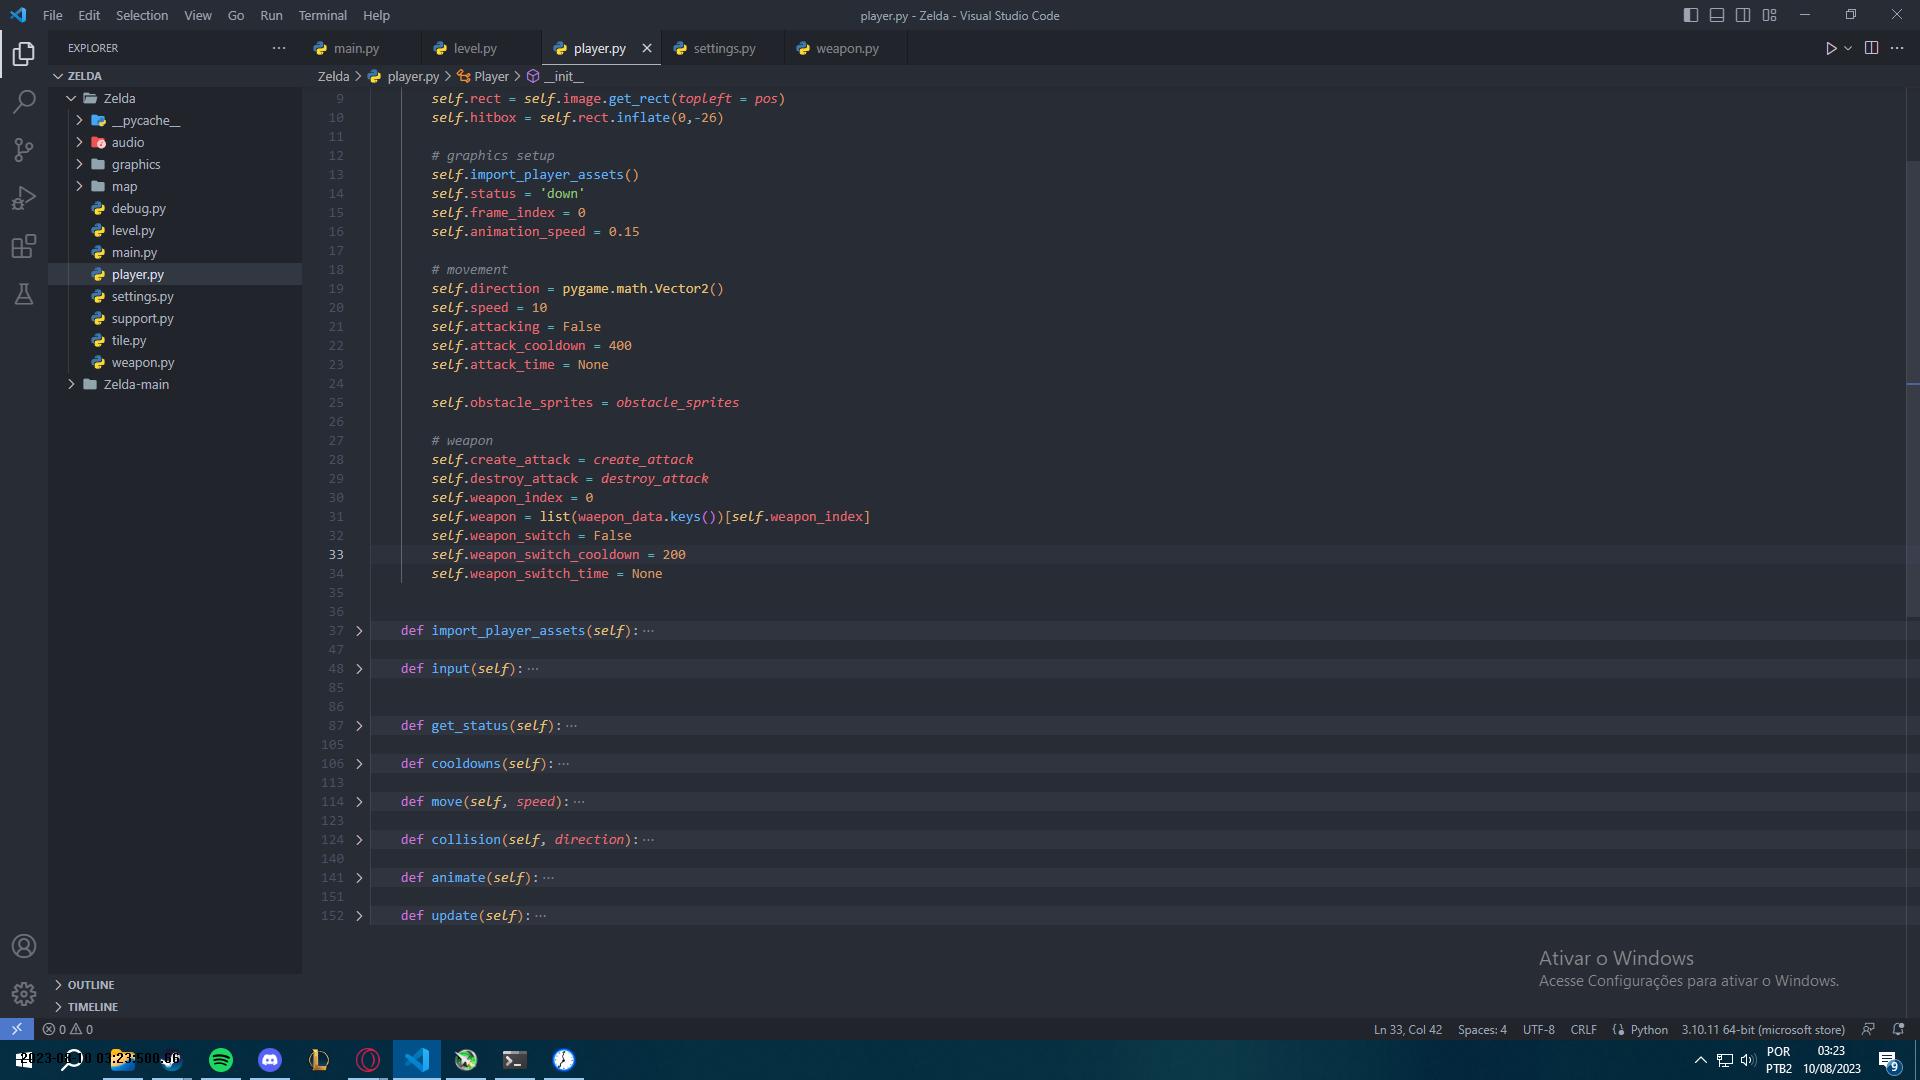 File Edit Selection View Go Run Terminal Help
player.py - Zelda - Visual Studio Code
EXPLORER
main.py level.py player.py settings.py weapon.py
ZELDA
Zelda
__pycache__
audio
graphics
map
debug.py
level.py
main.py
player.py
settings.py
support.py
tile.py
weapon.py
Zelda-main
OUTLINE
TIMELINE
Zelda > player.py > Player > __init__
9 self.rect = self.image.get_rect(topleft = pos)
10 self.hitbox = self.rect.inflate(0,-26)
11
12 # graphics setup
13 self.import_player_assets()
14 self.status = 'down'
15 self.frame_index = 0
16 self.animation_speed = 0.15
17
18 # movement
19 self.direction = pygame.math.Vector2()
20 self.speed = 10
21 self.attacking = False
22 self.attack_cooldown = 400
23 self.attack_time = None
24
25 self.obstacle_sprites = obstacle_sprites
26
27 # weapon
28 self.create_attack = create_attack
29 self.destroy_attack = destroy_attack
30 self.weapon_index = 0
31 self.weapon = list(waepon_data.keys())[self.weapon_index]
32 self.weapon_switch = False
33 self.weapon_switch_cooldown = 200
34 self.weapon_switch_time = None
35
36
37 def import_player_assets(self): ...
47
48 def input(self): ...
85
86
87 def get_status(self): ...
105
106 def cooldowns(self): ...
113
114 def move(self, speed): ...
123
124 def collision(self, direction): ...
140
141 def animate(self): ...
151
152 def update(self): ...
Ativar o Windows
Acesse Configurações para ativar o Windows.
0 0
Ln 33, Col 42 Spaces: 4 UTF-8 CRLF Python 3.10.11 64-bit (microsoft store)
POR
PTB2
03:23
10/08/2023
9